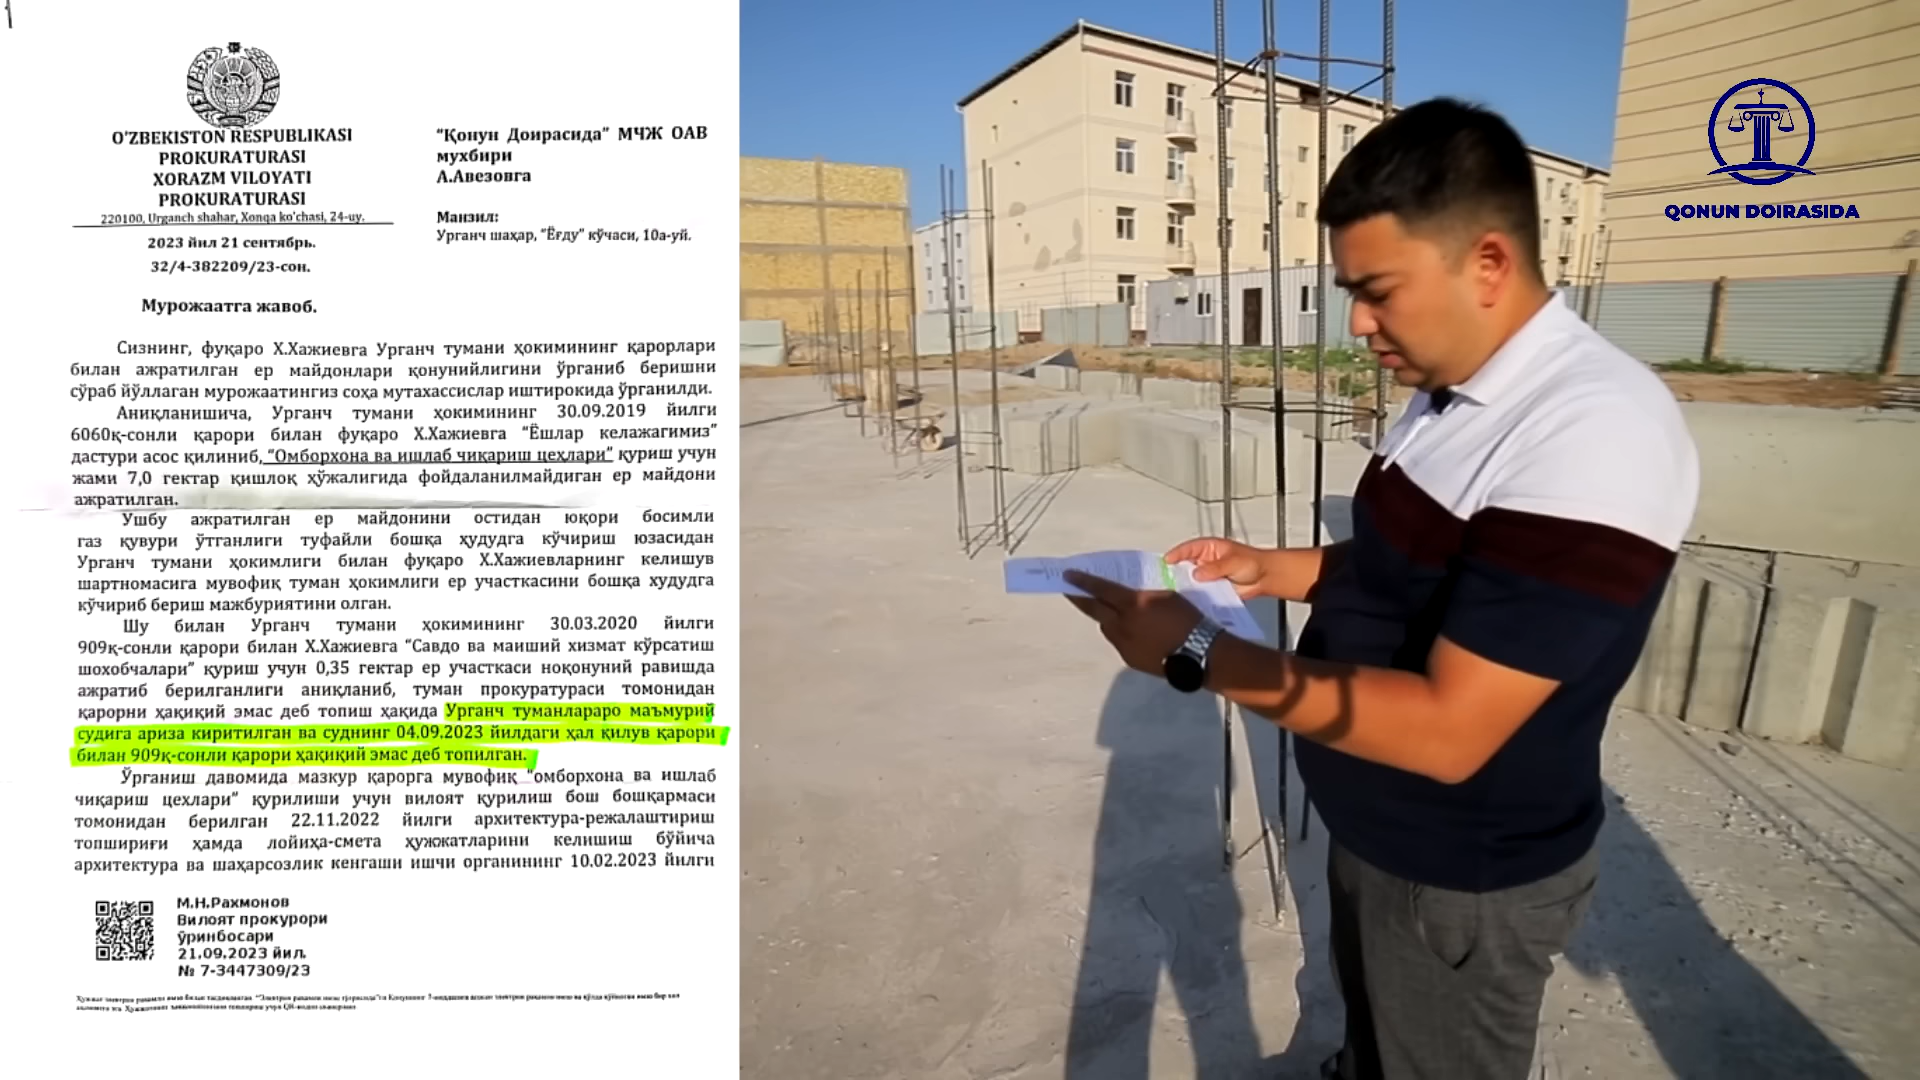 O'ZBEKISTON RESPUBLIKASI
PROKURATURASI
XORAZM VILOYATI
PROKURATURASI
220100, Urganch shahar, Xonqa ko'chasi, 24-uy.
2023 йил 21 сентябрь.
32/4-382209/23-сон.
"Қонун Доирасида" МЧЖ ОАВ
мухбири
А.Авезовга
Манзил:
Урганч шаҳар, "Ёғду" кўчаси, 10а-уй.
Мурожаатга жавоб.
Сизнинг, фуқаро Х.Хажиевга Урганч тумани ҳокимининг қарорлари
билан ажратилган ер майдонлари қонунийлигини ўрганиб беришни
сўраб йўллаган мурожаатингиз соҳа мутахассислар иштирокида ўрганилди.
Аниқланишича, Урганч тумани ҳокимининг 30.09.2019 йилги
6060қ-сонли қарори билан фуқаро Х.Хажиевга "Ёшлар келажагимиз"
дастури асос қилиниб, "Омборхона ва ишлаб чиқариш цехлари" қуриш учун
жами 7,0 гектар қишлоқ ҳўжалигида фойдаланилмайдиган ер майдони
ажратилган.
Ушбу ажратилган ер майдонини остидан юқори босимли
газ қувури ўтганлиги туфайли бошқа ҳудудга кўчириш юзасидан
Урганч тумани ҳокимлиги билан фуқаро Х.Хажиевларнинг келишув
шартномасига мувофиқ туман ҳокимлиги ер участкасини бошқа худудга
кўчириб бериш мажбуриятини олган.
Шу билан Урганч тумани ҳокимининг 30.03.2020 йилги
909қ-сонли қарори билан Х.Хажиевга "Савдо ва маиший хизмат кўрсатиш
шохобчалари" қуриш учун 0,35 гектар ер участкаси ноқонуний равишда
ажратиб берилганлиги аниқланиб, туман прокуратураси томонидан
қарорни ҳақиқий эмас деб топиш ҳақида Урганч туманлараро маъмурий
судига ариза киритилган ва суднинг 04.09.2023 йилдаги ҳал қилув қарори
билан 909қ-сонли қарори ҳақиқий эмас деб топилган.
Ўрганиш давомида мазкур қарорга мувофиқ "омборхона ва ишлаб
чиқариш цехлари" қурилиши учун вилоят қурилиш бош бошқармаси
томонидан берилган 22.11.2022 йилги архитектура-режалаштириш
топшириғи ҳамда лойиҳа-смета ҳужжатларини келишиш бўйича
архитектура ва шаҳарсозлик кенгаши ишчи органининг 10.02.2023 йилги
М.Н.Рахмонов
Вилоят прокурори
ўринбосари
21.09.2023 йил.
№ 7-3447309/23
QONUN DOIRASIDA